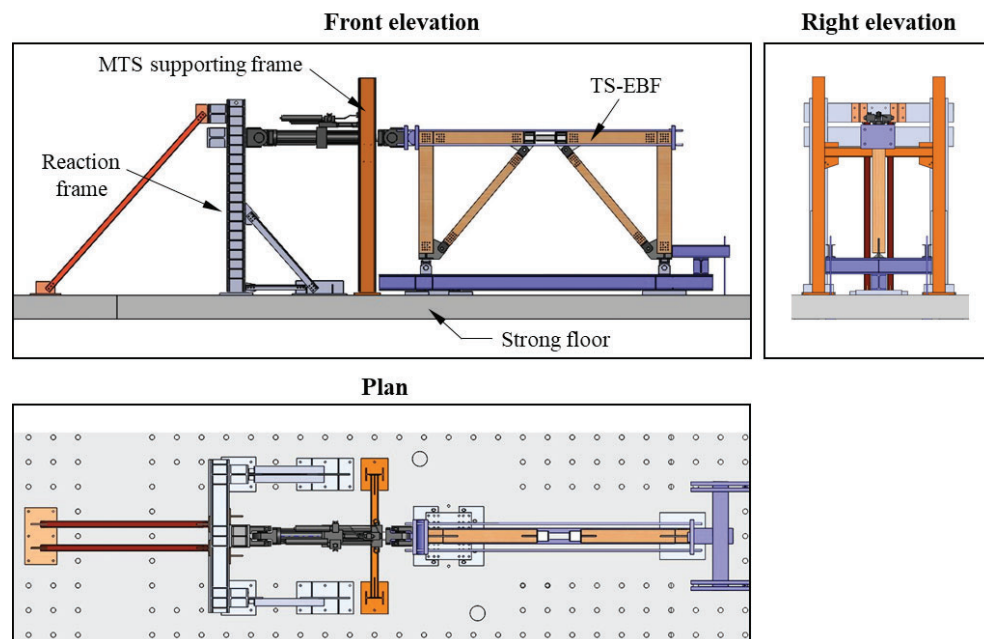 Front elevation
Right elevation
MTS supporting frame
TS-EBF
Reaction
frame
Strong floor
Plan